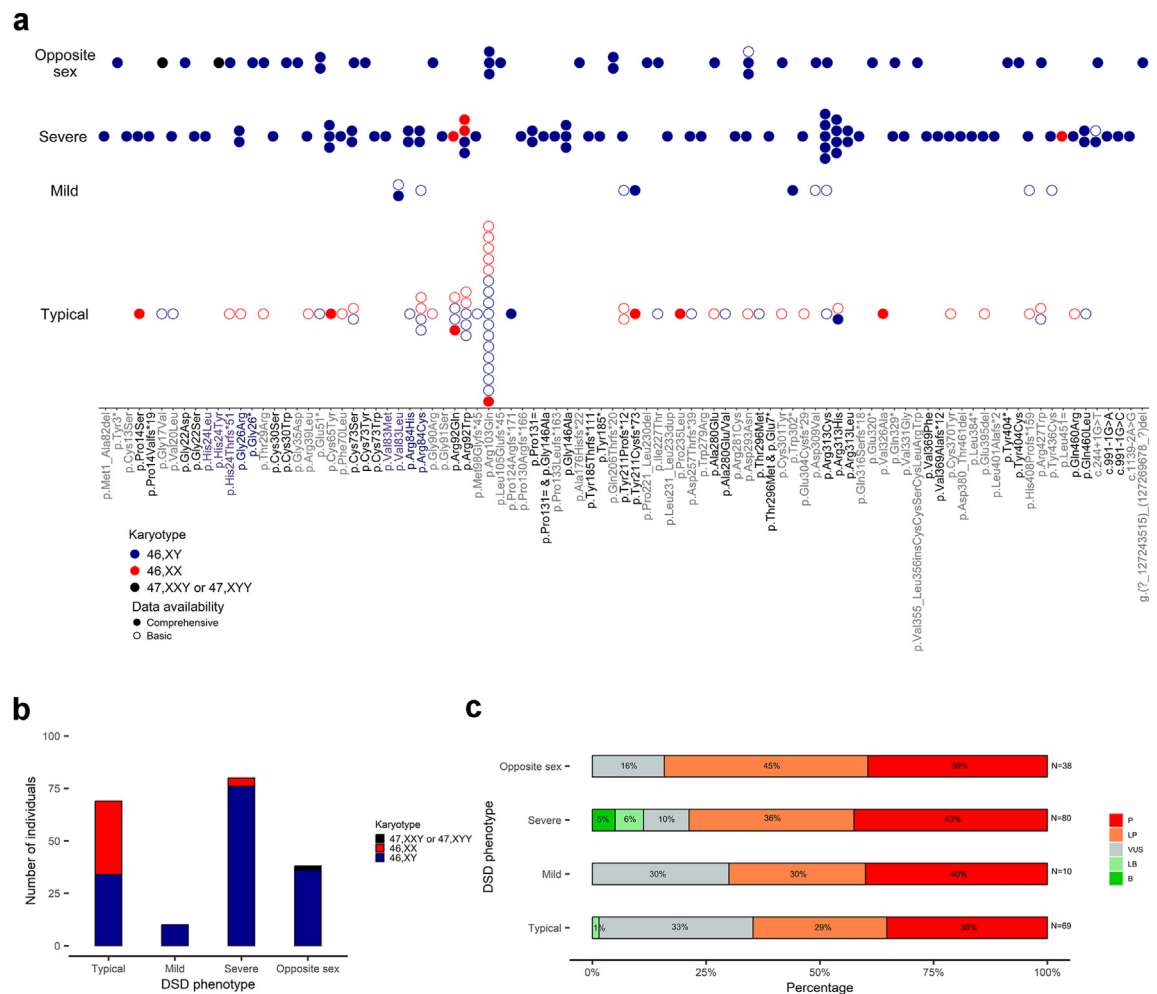 a
Opposite
sex
Severe
Mild
Typical
p.Met1_Ala82del
p.Tyr3*
p.Cys13Ser
p.Pro14Ser
p.Pro14Valfs*19
p.Gly17Val
p.Val20Leu
p.Gly22Asp
p.Gly22Ser
p.His24Leu
p.His24Tyr
p.His24Thrfs*51
p.Gly26Arg
p.Gly26*
p.Thr29Arg
p.Cys30Ser
p.Cys30Trp
p.Gly35Asp
p.Arg39Leu
p.Glu51*
p.Cys65Tyr
p.Phe70Leu
p.Cys73Ser
p.Cys73Tyr
p.Cys73Trp
p.Val83Met
p.Val83Leu
p.Arg84His
p.Arg84Cys
p.Gly90Arg
p.Gly91Ser
p.Arg92Gln
p.Arg92Trp
p.Met98Glyfs*45
p.Arg103Gln
p.Leu105Glufs*45
p.Pro124Argfs*171
p.Pro130Argfs*166
p.Pro131=
p.Pro131= & p.Gly146Ala
p.Pro133Leufs*163
p.Gly146Ala
p.Ala176Hisfs*22
p.Tyr185Thrfs*111
p.Tyr185*
p.Gln206Thrfs*20
p.Tyr211Profs*12
p.Tyr211Cysfs*73
p.Pro221_Leu230del
p.Ile227Thr
p.Leu231_Leu233dup
p.Pro235Leu
p.Asp257Thrfs*39
p.Pro279Arg
p.Ala280Glu
p.Ala280Glu/Val
p.Arg281Cys
p.Asp293Asn
p.Thr296Met
p.Thr296Met & p.Glu7*
p.Cys301Tyr
p.Trp302*
p.Glu304Cysfs*29
p.Asp309Val
p.Arg313Cys
p.Arg313His
p.Arg313Leu
p.Gln316Serfs*18
p.Gly320*
p.Val326Ala
p.Gln329*
p.Val331Gly
p.Val355_Leu356insCysCysSerCysLeuArgTrp
p.Val369Phe
p.Val369Alafs*12
p.Cys370Tyr
p.Asp380_Thr461del
p.Leu384*
p.Glu395del
p.Leu401Alafs*2
p.Tyr404*
p.Tyr404Cys
p.His408Profs*159
p.Arg427Trp
p.Tyr436Cys
p.Leu451=
p.Gln460Arg
p.Gln460Leu
c.244+1G>T
c.991-1G>A
c.991-1G>C
c.1139-2A>G
g.(?_127243515)_(127269678_?)del
Karyotype
46,XY
46,XX
47,XXY or 47,XYY
Data availability
Comprehensive
Basic
b
Number of individuals
100
75
50
25
0
Typical
Mild
Severe
Opposite sex
DSD phenotype
Karyotype
47,XXY or 47,XYY
46,XX
46,XY
c
DSD phenotype
Opposite sex
16%
45%
39%
N=38
Severe
5%
6%
10%
36%
43%
N=80
Mild
30%
30%
40%
N=10
Typical
1%
33%
29%
N=69
0%
25%
50%
75%
100%
Percentage
P
LP
VUS
LB
B